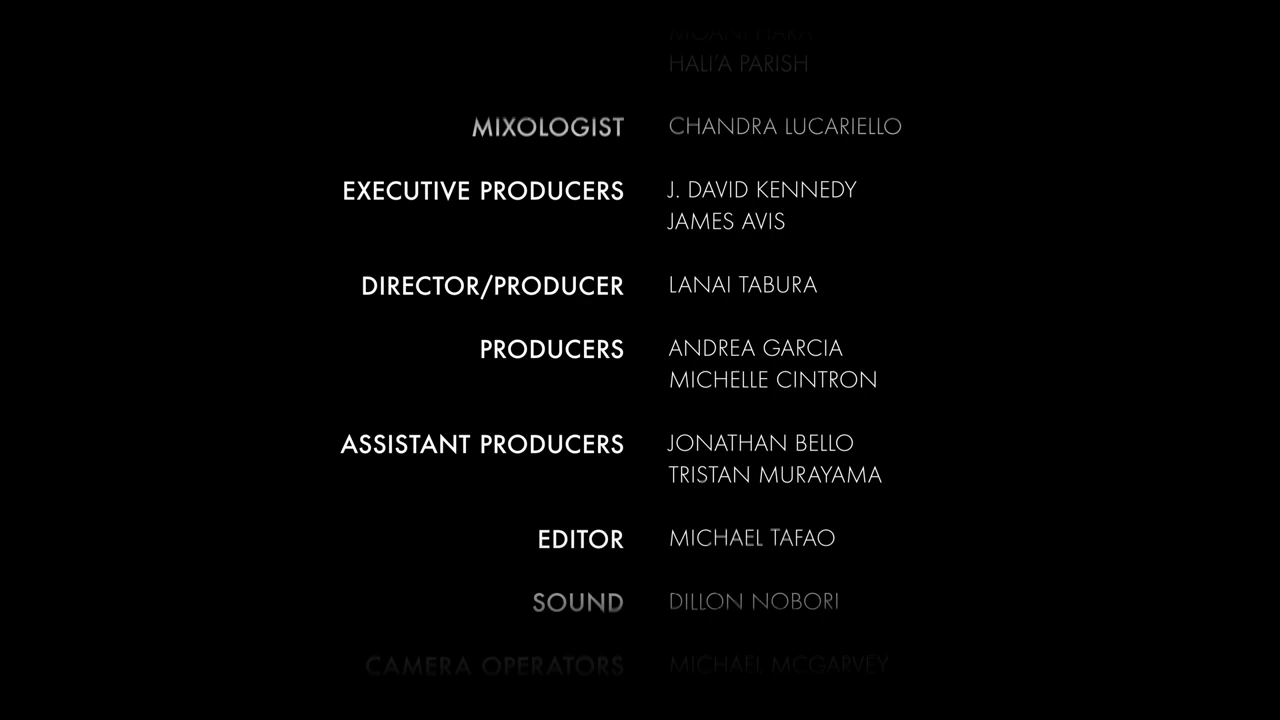 HALI'A PARISH
MIXOLOGIST CHANDRA LUCARIELLO
EXECUTIVE PRODUCERS J. DAVID KENNEDY
JAMES AVIS
DIRECTOR/PRODUCER LANAI TABURA
PRODUCERS ANDREA GARCIA
MICHELLE CINTRON
ASSISTANT PRODUCERS JONATHAN BELLO
TRISTAN MURAYAMA
EDITOR MICHAEL TAFAO
SOUND DILLON NOBORI
CAMERA OPERATORS MICHAEL MCGARVEY